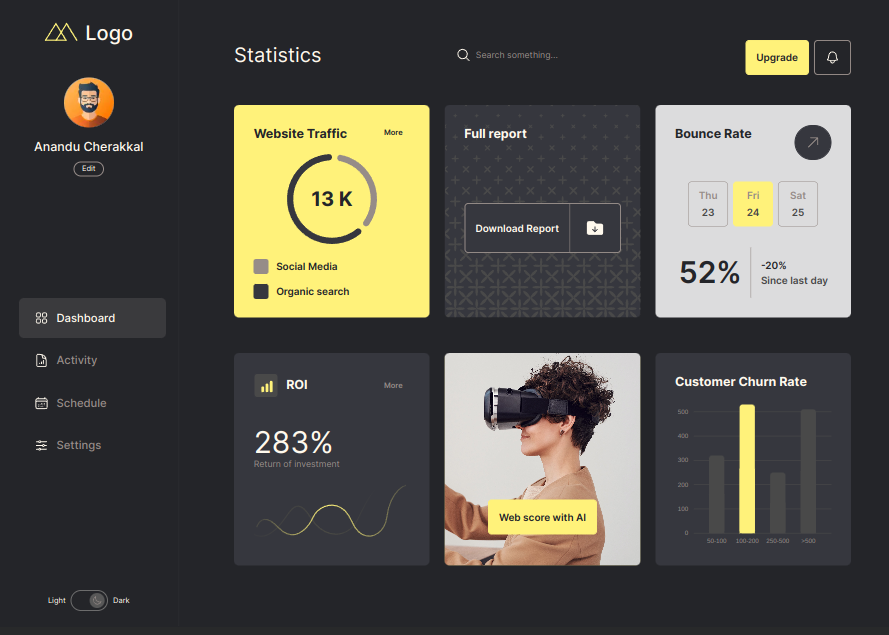 Logo
Anandu Cherakkal
Edit
Dashboard
Activity
Schedule
Settings
Light
Dark
Statistics
Search something...
Upgrade
Website Traffic
More
13 K
Social Media
Organic search
Full report
Download Report
Bounce Rate
Thu Fri Sat
23 24 25
52%
-20%
Since last day
ROI
More
283%
Return of investment
Web score with AI
Customer Churn Rate
500
400
300
200
100
0
50-100 100-200 250-500 >500